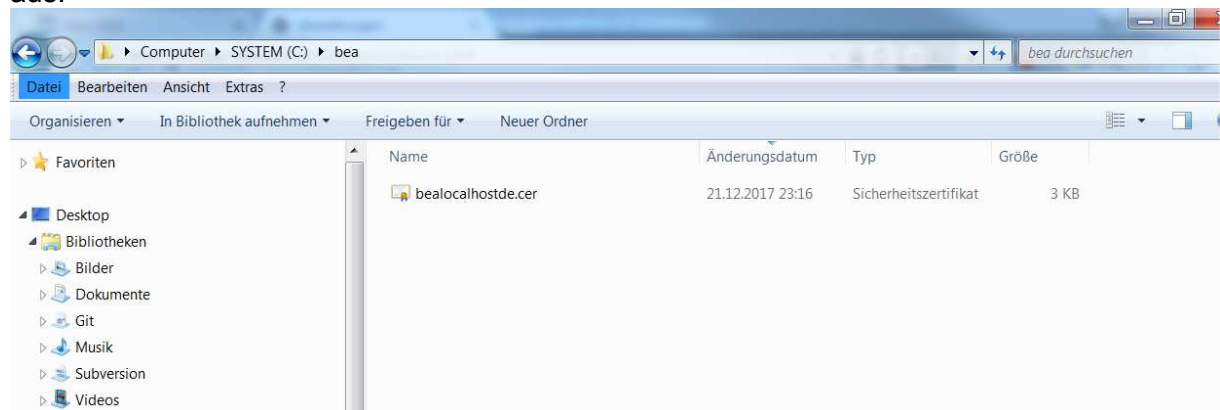 aus.
Computer ▸ SYSTEM (C:) ▸ bea
bea durchsuchen
Datei Bearbeiten Ansicht Extras ?
Organisieren In Bibliothek aufnehmen Freigeben für Neuer Ordner
Favoriten
Desktop
Bibliotheken
Bilder
Dokumente
Git
Musik
Subversion
Videos
Name Änderungsdatum Typ Größe
bealocalhostde.cer 21.12.2017 23:16 Sicherheitszertifikat 3 KB